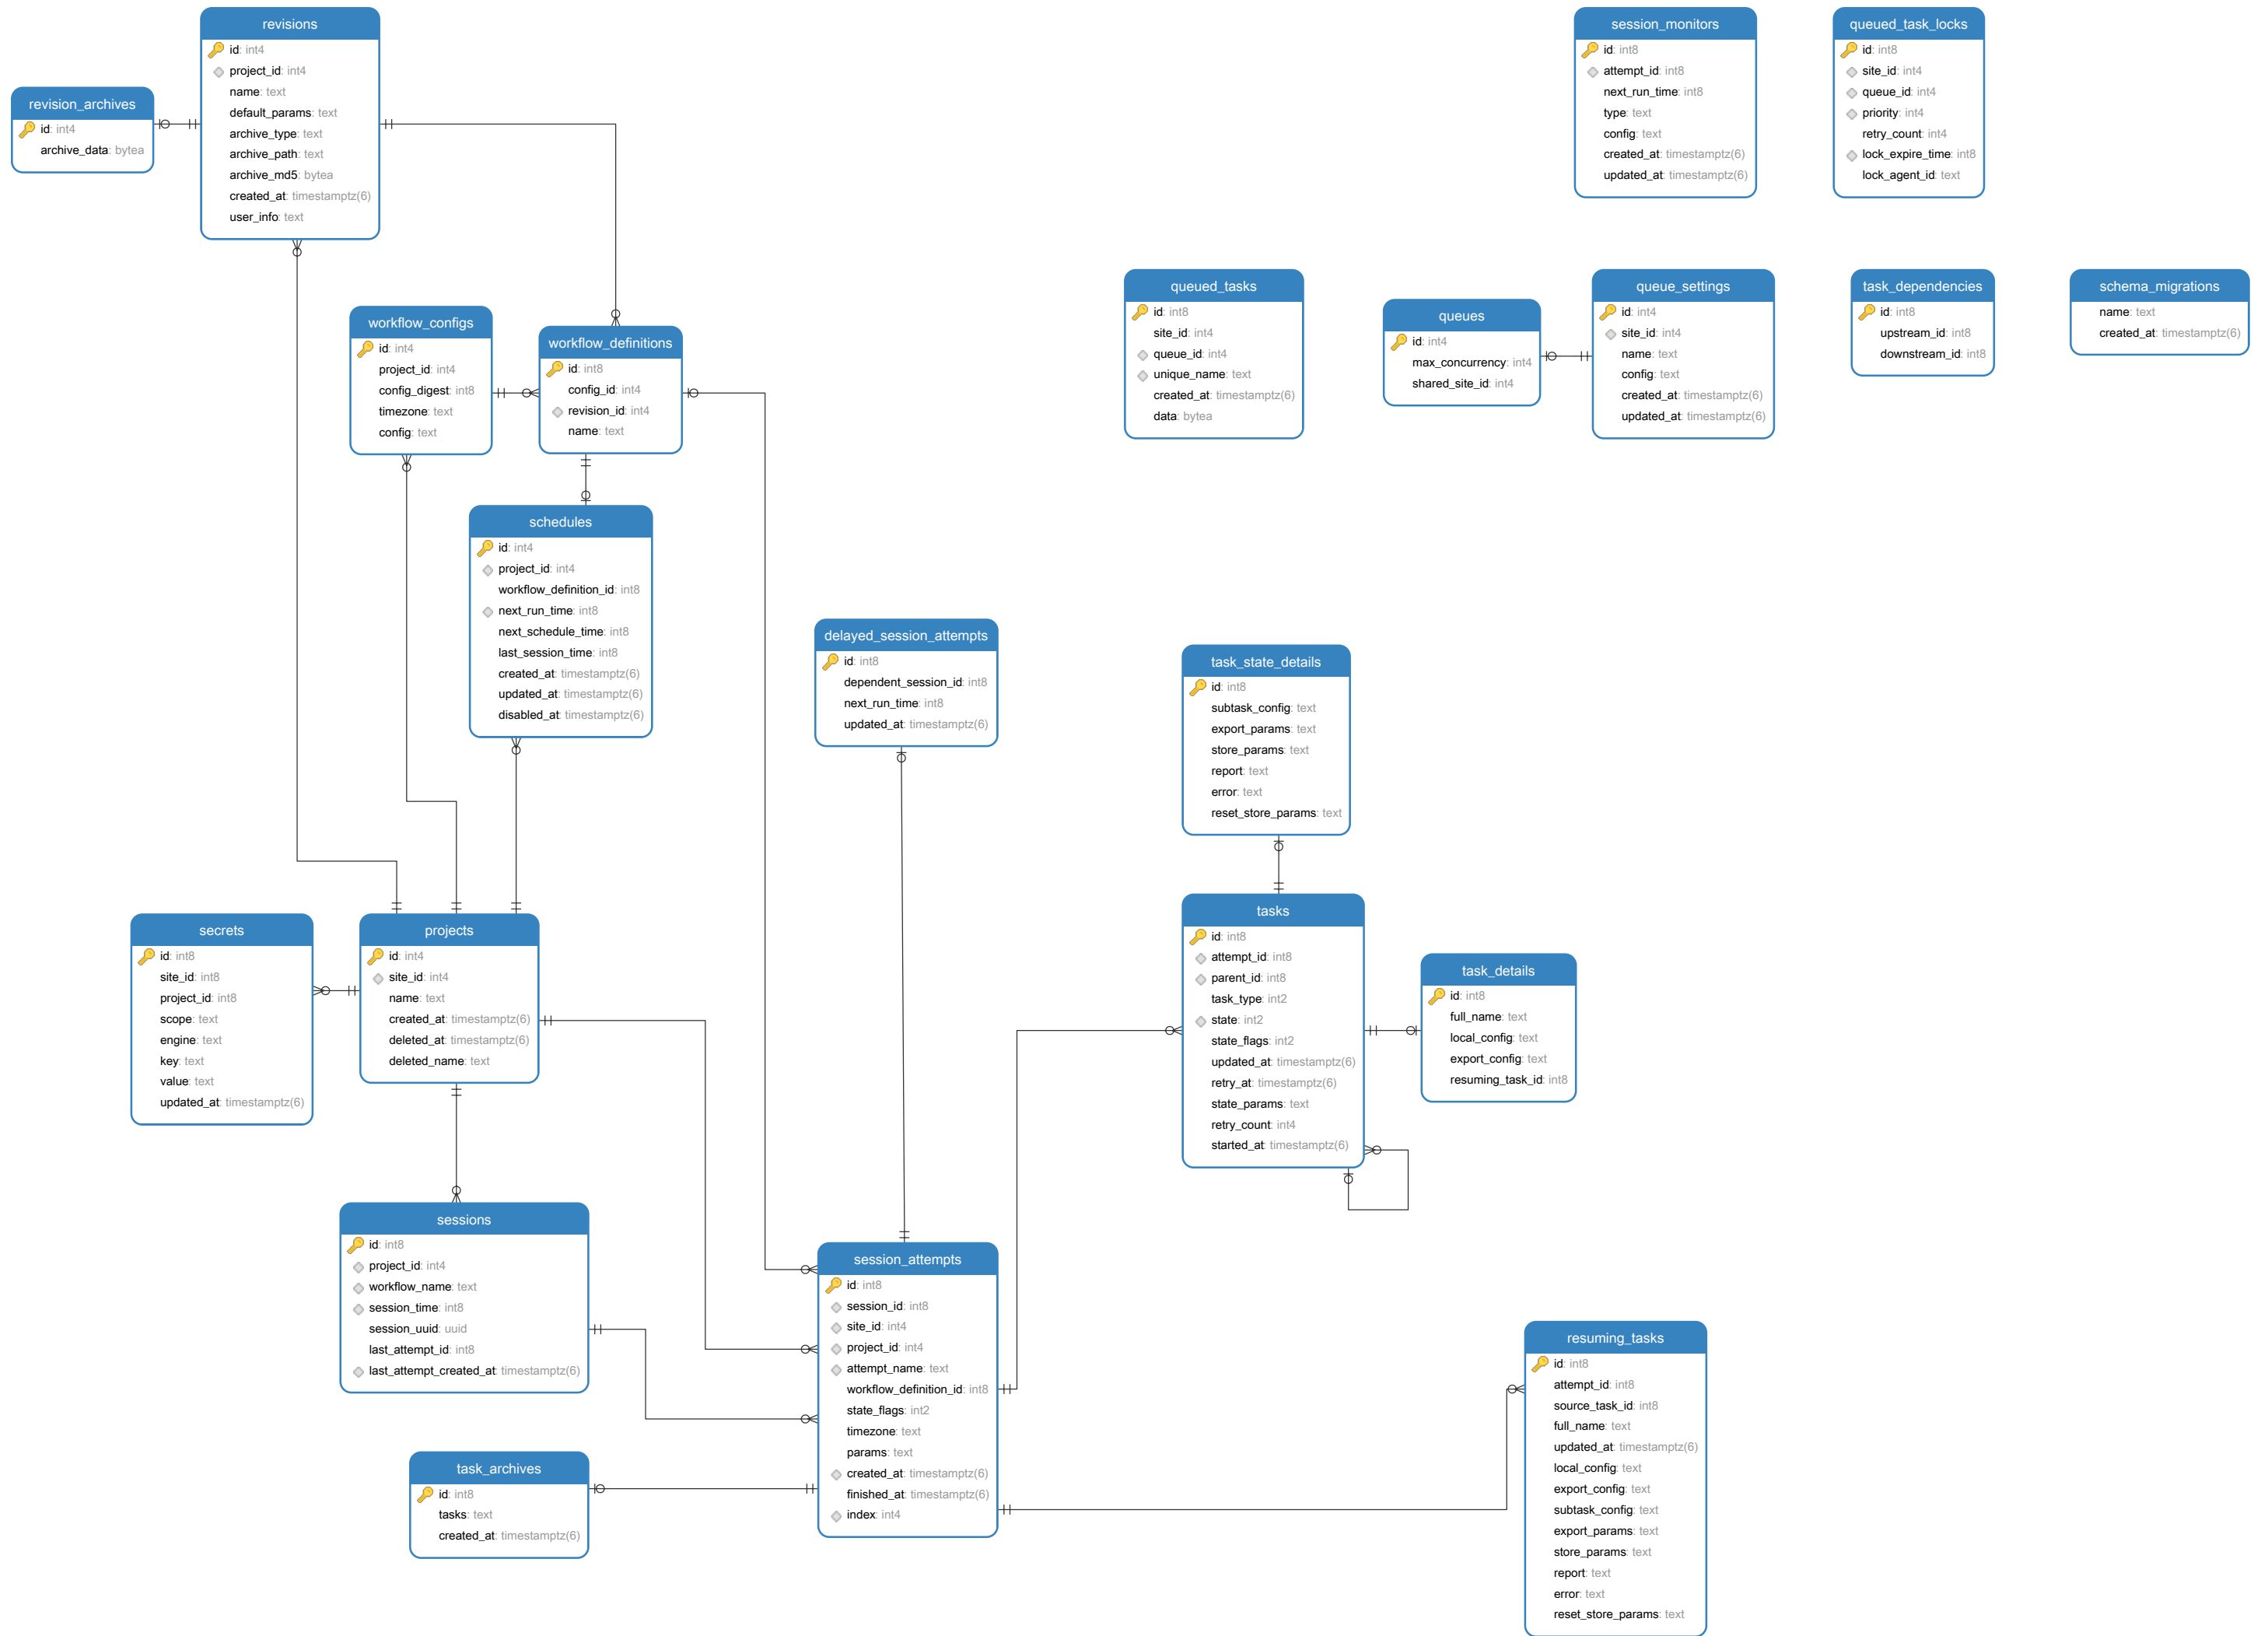 revisions
id: int4
project_id: int4
name: text
default_params: text
archive_type: text
archive_path: text
archive_md5: bytea
created_at: timestamptz(6)
user_info: text
session_monitors
id: int8
attempt_id: int8
next_run_time: int8
type: text
config: text
created_at: timestamptz(6)
updated_at: timestamptz(6)
queued_task_locks
id: int8
site_id: int4
queue_id: int4
priority: int4
retry_count: int4
lock_expire_time: int8
lock_agent_id: text
revision_archives
id: int4
archive_data: bytea
queued_tasks
id: int8
site_id: int4
queue_id: int4
unique_name: text
created_at: timestamptz(6)
data: bytea
queues
id: int4
max_concurrency: int4
shared_site_id: int4
queue_settings
id: int4
site_id: int4
name: text
config: text
created_at: timestamptz(6)
updated_at: timestamptz(6)
task_dependencies
id: int8
upstream_id: int8
downstream_id: int8
schema_migrations
name: text
created_at: timestamptz(6)
workflow_configs
id: int4
project_id: int4
config_digest: int8
timezone: text
config: text
workflow_definitions
id: int8
config_id: int4
revision_id: int4
name: text
schedules
id: int4
project_id: int4
workflow_definition_id: int8
next_run_time: int8
next_schedule_time: int8
last_session_time: int8
created_at: timestamptz(6)
updated_at: timestamptz(6)
disabled_at: timestamptz(6)
delayed_session_attempts
id: int8
dependent_session_id: int8
next_run_time: int8
updated_at: timestamptz(6)
task_state_details
id: int8
subtask_config: text
export_params: text
store_params: text
report: text
error: text
reset_store_params: text
secrets
id: int8
site_id: int8
project_id: int8
scope: text
engine: text
key: text
value: text
updated_at: timestamptz(6)
projects
id: int4
site_id: int4
name: text
created_at: timestamptz(6)
deleted_at: timestamptz(6)
deleted_name: text
tasks
id: int8
attempt_id: int8
parent_id: int8
task_type: int2
state: int2
state_flags: int2
updated_at: timestamptz(6)
retry_at: timestamptz(6)
state_params: text
retry_count: int4
started_at: timestamptz(6)
task_details
id: int8
full_name: text
local_config: text
export_config: text
resuming_task_id: int8
sessions
id: int8
project_id: int4
workflow_name: text
session_time: int8
session_uuid: uuid
last_attempt_id: int8
last_attempt_created_at: timestamptz(6)
session_attempts
id: int8
session_id: int8
site_id: int4
project_id: int4
attempt_name: text
workflow_definition_id: int8
state_flags: int2
timezone: text
params: text
created_at: timestamptz(6)
finished_at: timestamptz(6)
index: int4
resuming_tasks
id: int8
attempt_id: int8
source_task_id: int8
full_name: text
updated_at: timestamptz(6)
local_config: text
export_config: text
subtask_config: text
export_params: text
store_params: text
report: text
error: text
reset_store_params: text
task_archives
id: int8
tasks: text
created_at: timestamptz(6)